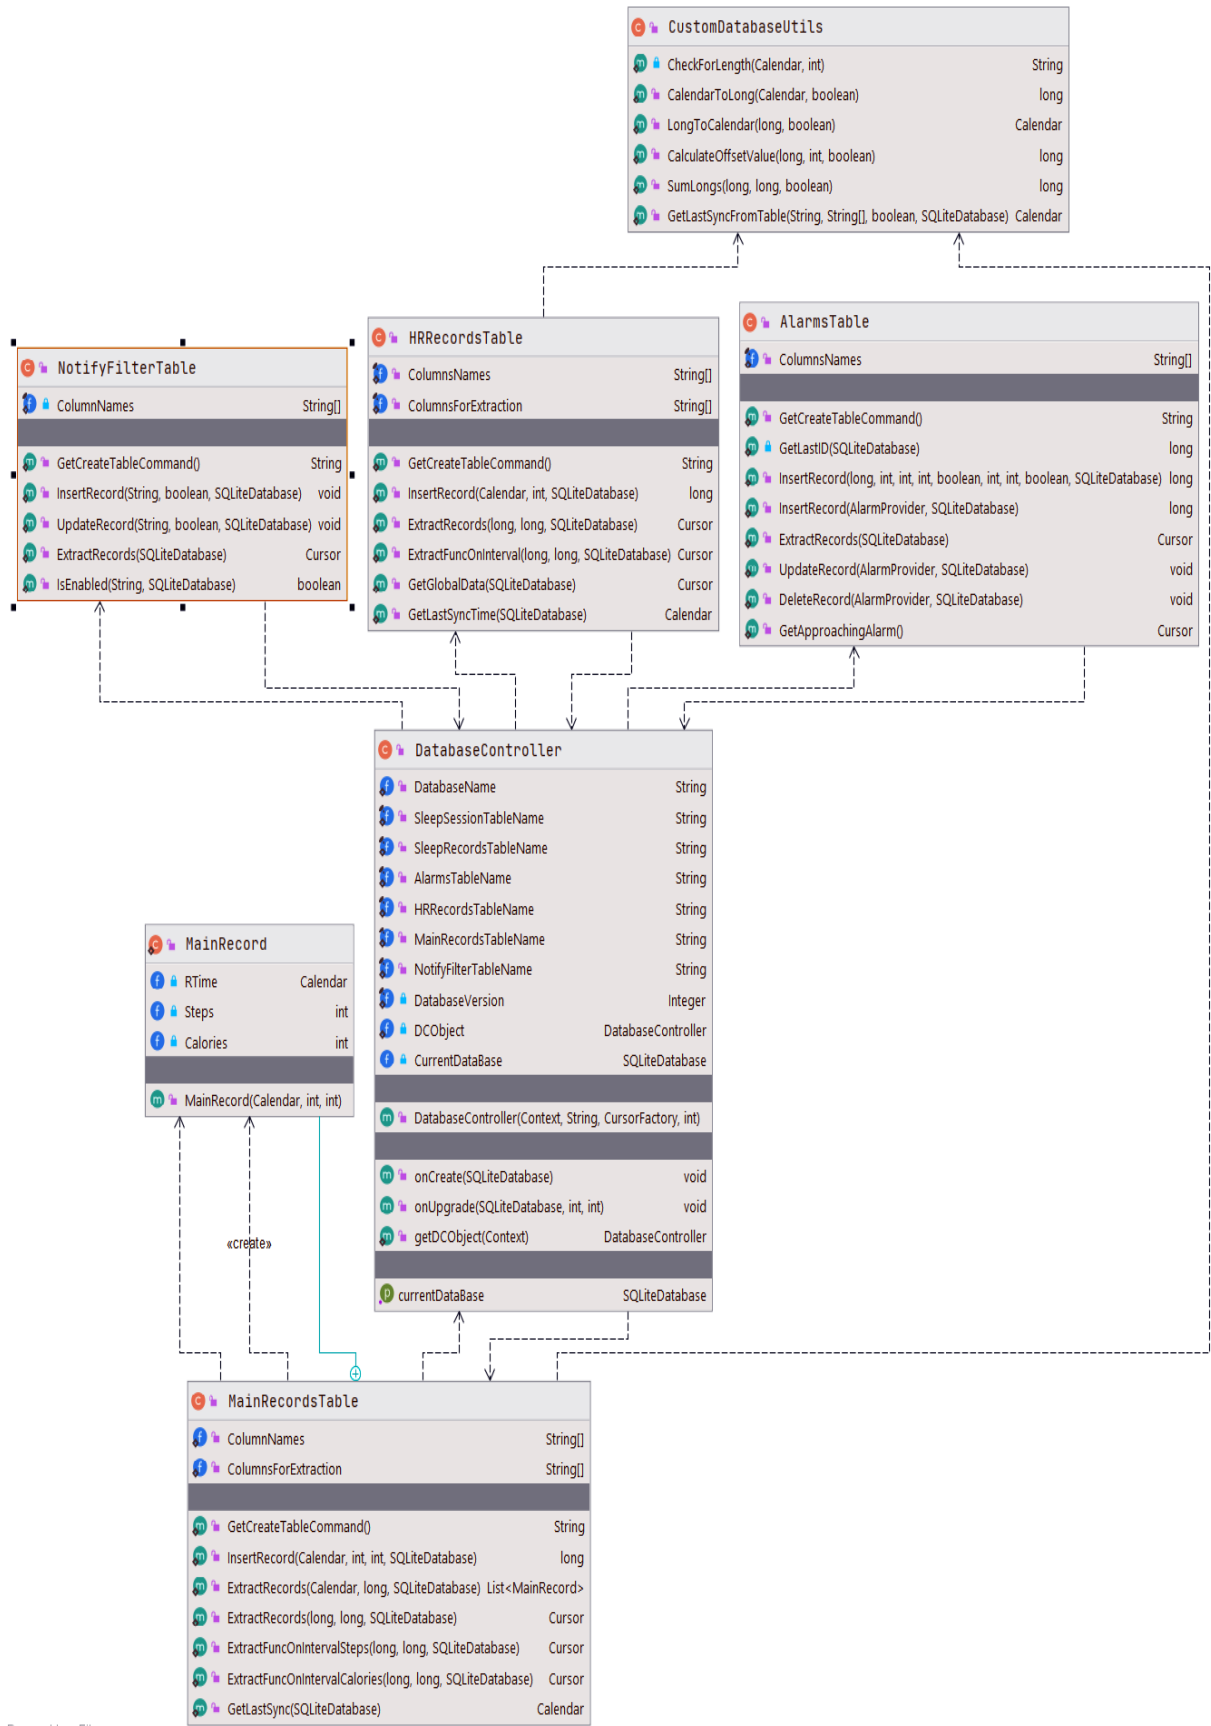 CustomDatabaseUtils
CheckForLength(Calendar, int) String
CalendarToLong(Calendar, boolean) long
LongToCalendar(long, boolean) Calendar
CalculateOffsetValue(long, int, boolean) long
SumLongs(long, long, boolean) long
GetLastSyncFromTable(String, String[], boolean, SQLiteDatabase) Calendar
NotifyFilterTable
ColumnNames String[]
GetCreateTableCommand() String
InsertRecord(String, boolean, SQLiteDatabase) void
UpdateRecord(String, boolean, SQLiteDatabase) void
ExtractRecords(SQLiteDatabase) Cursor
IsEnabled(String, SQLiteDatabase) boolean
HRRecordsTable
ColumnsNames String[]
ColumnsForExtraction String[]
GetCreateTableCommand() String
InsertRecord(Calendar, int, SQLiteDatabase) long
ExtractRecords(long, long, SQLiteDatabase) Cursor
ExtractFuncOnInterval(long, long, SQLiteDatabase) Cursor
GetGlobalData(SQLiteDatabase) Cursor
GetLastSyncTime(SQLiteDatabase) Calendar
AlarmsTable
ColumnsNames String[]
GetCreateTableCommand() String
GetLastID(SQLiteDatabase) long
InsertRecord(long, int, int, int, boolean, int, int, boolean, SQLiteDatabase) long
InsertRecord(AlarmProvider, SQLiteDatabase) long
ExtractRecords(SQLiteDatabase) Cursor
UpdateRecord(AlarmProvider, SQLiteDatabase) void
DeleteRecord(AlarmProvider, SQLiteDatabase) void
GetApproachingAlarm() Cursor
DatabaseController
DatabaseName String
SleepSessionTableName String
SleepRecordsTableName String
AlarmsTableName String
HRRecordsTableName String
MainRecordsTableName String
NotifyFilterTableName String
DatabaseVersion Integer
DCObject DatabaseController
CurrentDataBase SQLiteDatabase
DatabaseController(Context, String, CursorFactory, int)
onCreate(SQLiteDatabase) void
onUpgrade(SQLiteDatabase, int, int) void
getDCObject(Context) DatabaseController
currentDataBase SQLiteDatabase
MainRecord
RTime Calendar
Steps int
Calories int
MainRecord(Calendar, int, int)
«create»
MainRecordsTable
ColumnNames String[]
ColumnsForExtraction String[]
GetCreateTableCommand() String
InsertRecord(Calendar, int, int, SQLiteDatabase) long
ExtractRecords(Calendar, long, SQLiteDatabase) List<MainRecord>
ExtractRecords(long, long, SQLiteDatabase) Cursor
ExtractFuncOnIntervalSteps(long, long, SQLiteDatabase) Cursor
ExtractFuncOnIntervalCalories(long, long, SQLiteDatabase) Cursor
GetLastSync(SQLiteDatabase) Calendar